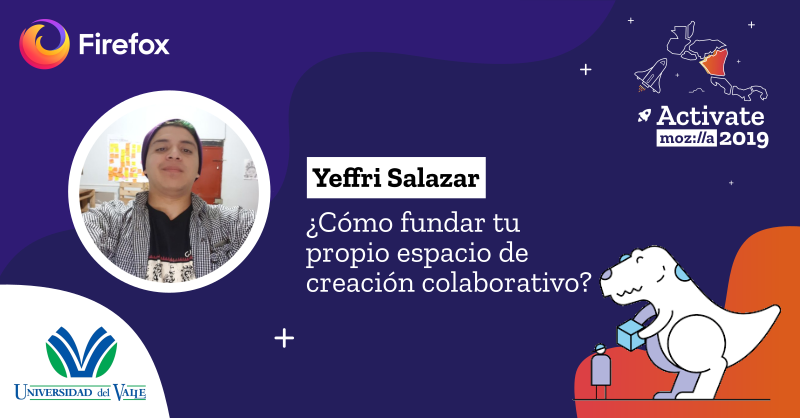 Firefox
Activate
moz://a 2019
Yeffri Salazar
¿Cómo fundar tu
propio espacio de
creación colaborativo?
UNIVERSIDAD del VALLE